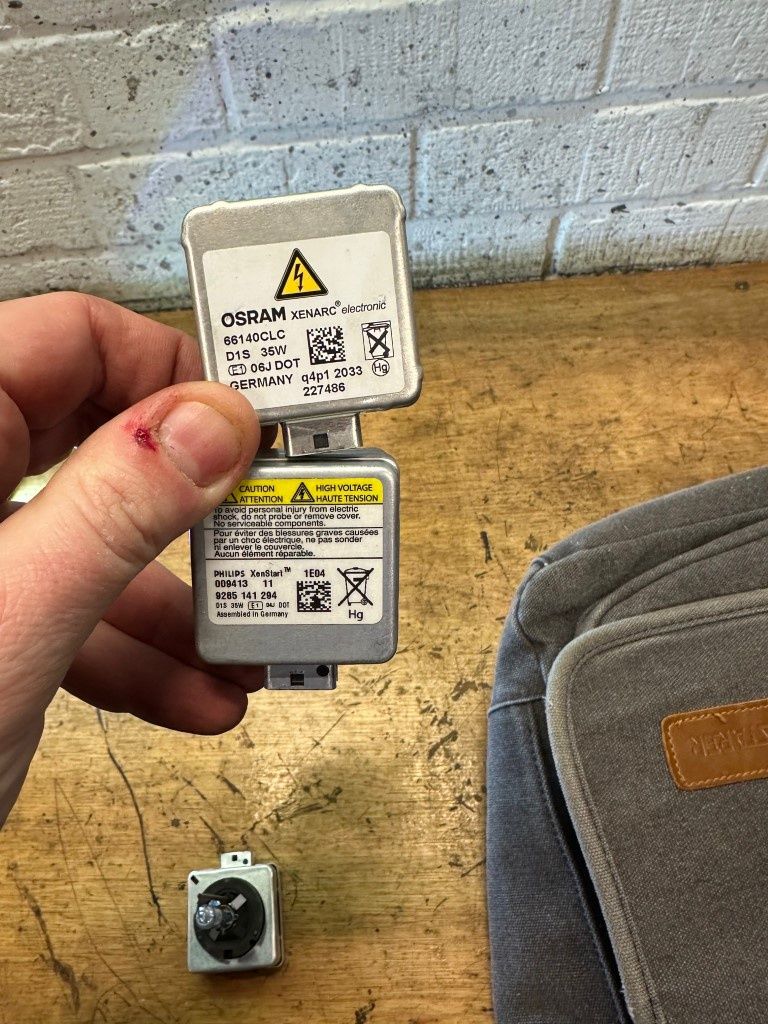 OSRAM XENARC® electronic
66140CLC
D1S 35W
E1 06J DOT
Hg
GERMANY q4p1 2033
227486
CAUTION
ATTENTION
HIGH VOLTAGE
HAUTE TENSION
To avoid personal injury from electric
shock, do not probe or remove cover.
No serviceable components.
Pour éviter des blessures graves causées
par un choc électrique, ne pas sonder
ni enlever le couvercle.
Aucun élément réparable.
PHILIPS XenStart™ 1E04
009413 11
9285 141 294
D1S 35W E1 04J DOT
Assembled in Germany
Hg